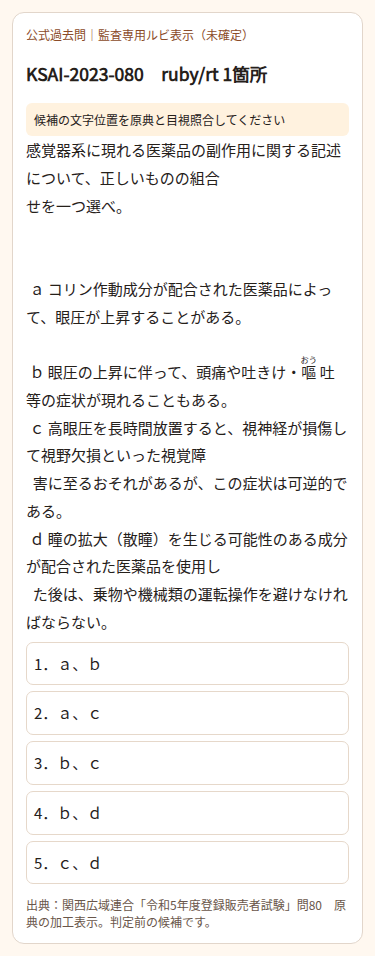 公式過去問｜監査専用ルビ表示（未確定）
KSAI-2023-080　ruby/rt 1箇所
候補の文字位置を原典と目視照合してください
感覚器系に現れる医薬品の副作用に関する記述
について、正しいものの組合
せを一つ選べ。
ａ コリン作動成分が配合された医薬品によっ
て、眼圧が上昇することがある。
おう
ｂ 眼圧の上昇に伴って、頭痛や吐きけ・嘔 吐
等の症状が現れることもある。
ｃ 高眼圧を長時間放置すると、視神経が損傷し
て視野欠損といった視覚障
害に至るおそれがあるが、この症状は可逆的で
ある。
ｄ 瞳の拡大（散瞳）を生じる可能性のある成分
が配合された医薬品を使用し
た後は、乗物や機械類の運転操作を避けなけれ
ばならない。
1．ａ、ｂ
2．ａ、ｃ
3．ｂ、ｃ
4．ｂ、ｄ
5．ｃ、ｄ
出典：関西広域連合「令和5年度登録販売者試験」問80　原
典の加工表示。判定前の候補です。